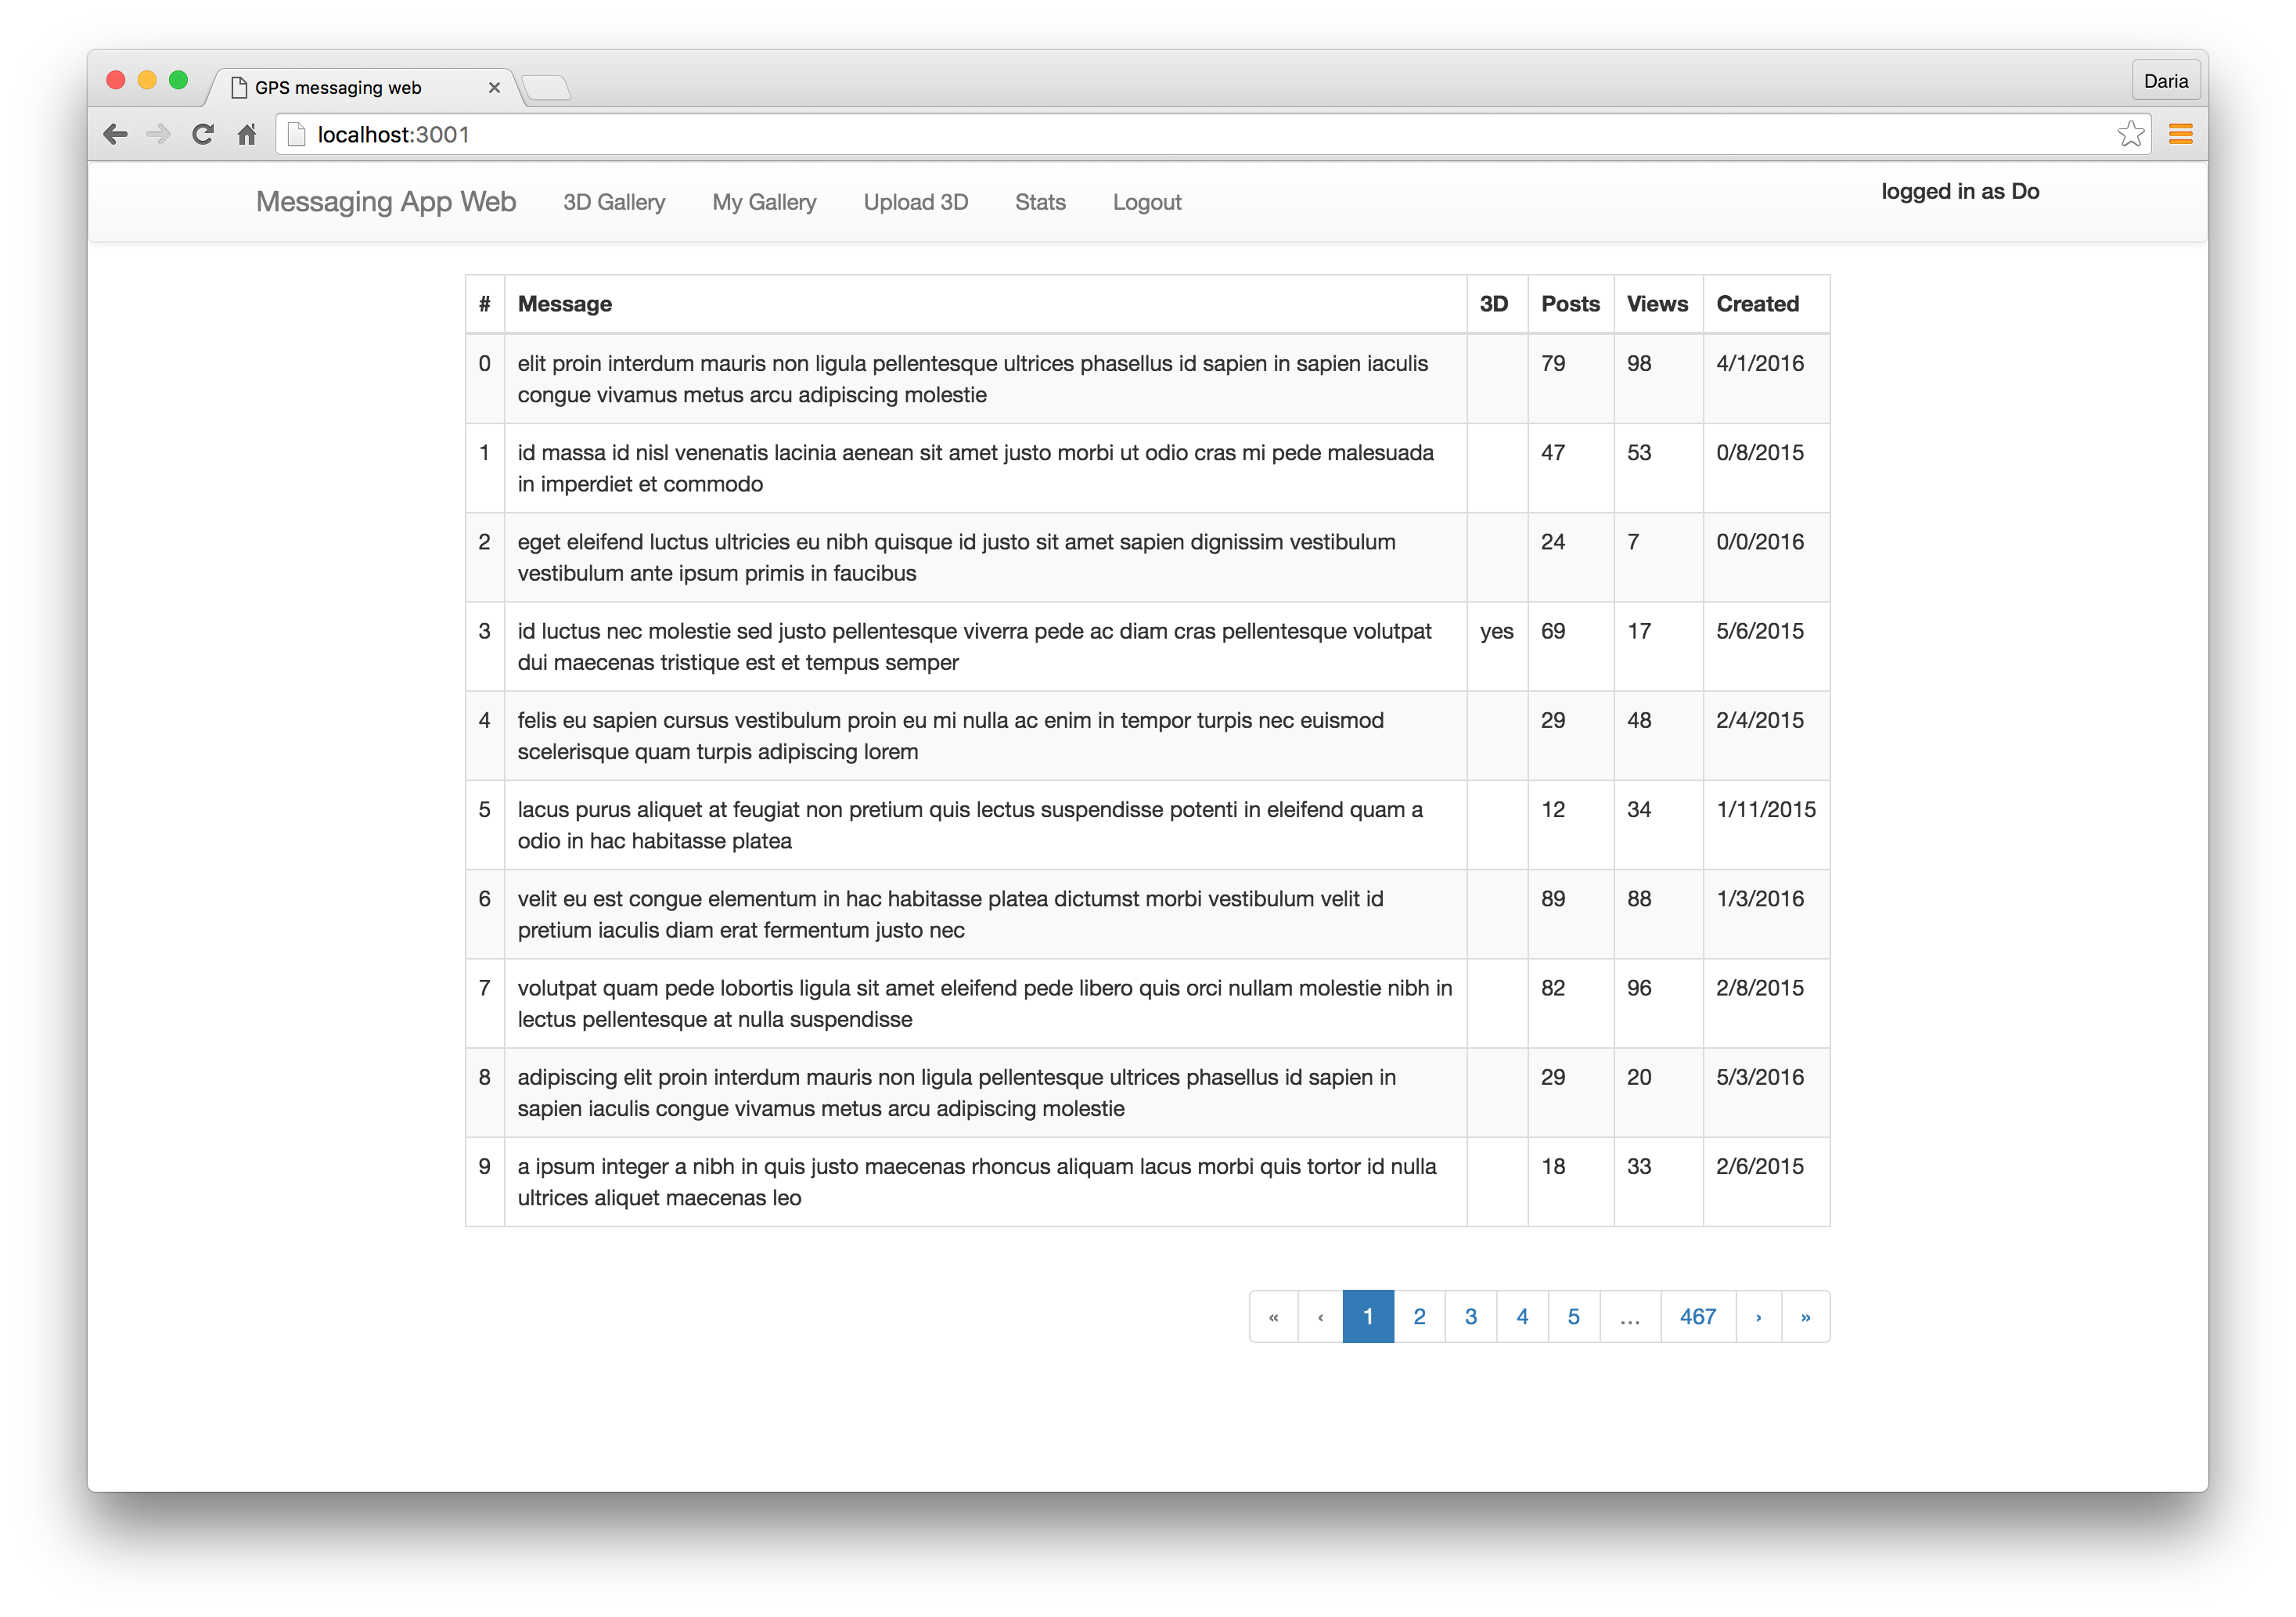 GPS messaging web
Daria
localhost:3001
Messaging App Web 3D Gallery My Gallery Upload 3D Stats Logout logged in as Do
# Message 3D Posts Views Created
0 elit proin interdum mauris non ligula pellentesque ultrices phasellus id sapien in sapien iaculis 79 98 4/1/2016
congue vivamus metus arcu adipiscing molestie
1 id massa id nisl venenatis lacinia aenean sit amet justo morbi ut odio cras mi pede malesuada 47 53 0/8/2015
in imperdiet et commodo
2 eget eleifend luctus ultricies eu nibh quisque id justo sit amet sapien dignissim vestibulum 24 7 0/0/2016
vestibulum ante ipsum primis in faucibus
3 id luctus nec molestie sed justo pellentesque viverra pede ac diam cras pellentesque volutpat yes 69 17 5/6/2015
dui maecenas tristique est et tempus semper
4 felis eu sapien cursus vestibulum proin eu mi nulla ac enim in tempor turpis nec euismod 29 48 2/4/2015
scelerisque quam turpis adipiscing lorem
5 lacus purus aliquet at feugiat non pretium quis lectus suspendisse potenti in eleifend quam a 12 34 1/11/2015
odio in hac habitasse platea
6 velit eu est congue elementum in hac habitasse platea dictumst morbi vestibulum velit id 89 88 1/3/2016
pretium iaculis diam erat fermentum justo nec
7 volutpat quam pede lobortis ligula sit amet eleifend pede libero quis orci nullam molestie nibh in 82 96 2/8/2015
lectus pellentesque at nulla suspendisse
8 adipiscing elit proin interdum mauris non ligula pellentesque ultrices phasellus id sapien in 29 20 5/3/2016
sapien iaculis congue vivamus metus arcu adipiscing molestie
9 a ipsum integer a nibh in quis justo maecenas rhoncus aliquam lacus morbi quis tortor id nulla 18 33 2/6/2015
ultrices aliquet maecenas leo
« ‹ 1 2 3 4 5 … 467 › »